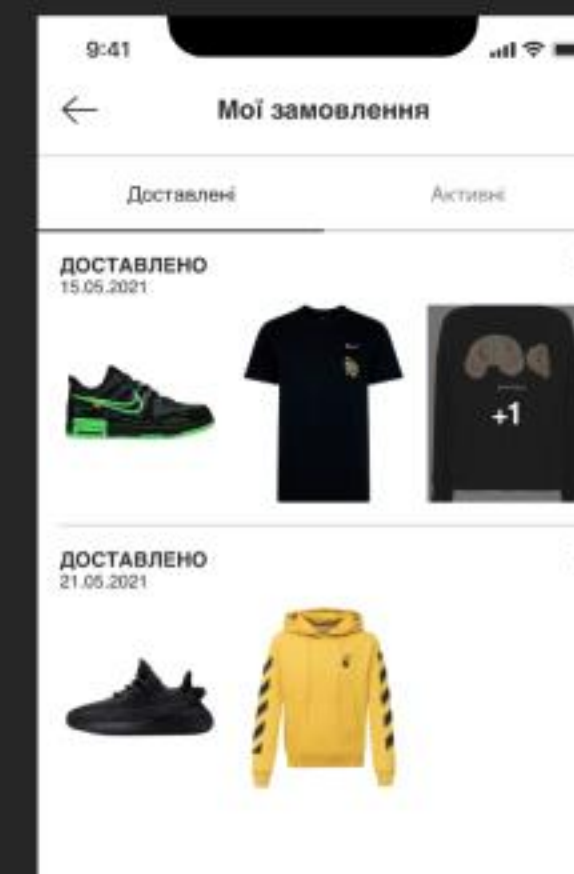 9:41
Мої замовлення
Доставлені
Активні
ДОСТАВЛЕНО
15.05.2021
+1
ДОСТАВЛЕНО
21.05.2021